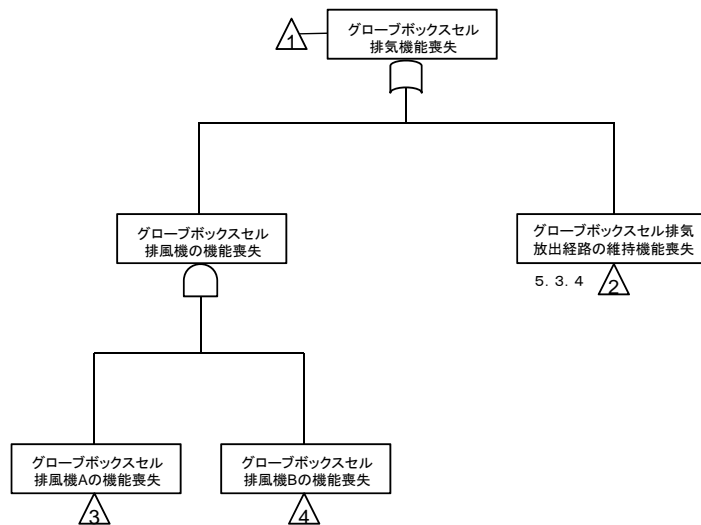 グローブボックスセル
排気機能喪失
1
グローブボックスセル
排風機の機能喪失
グローブボックスセル排気
放出経路の維持機能喪失
5.3.4
2
グローブボックスセル
排風機Aの機能喪失
グローブボックスセル
排風機Bの機能喪失
3
4